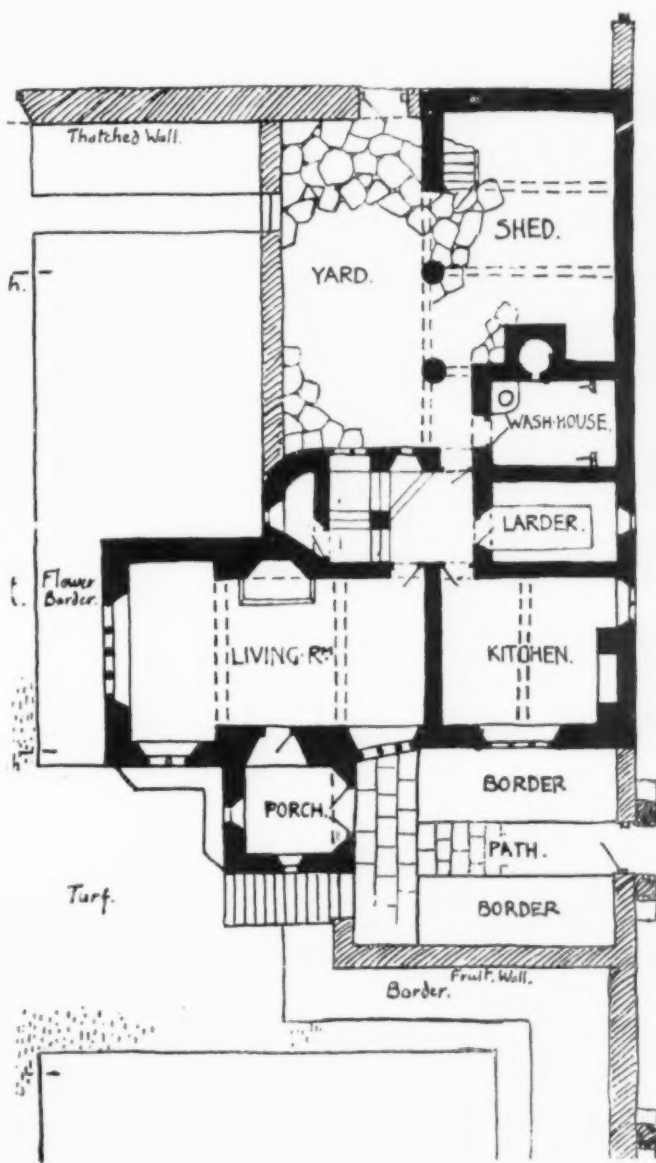 Thatched Wall.
SHED.
YARD.
h.
WASH-HOUSE.
LARDER.
Flower
Border.
LIVING·RM
KITCHEN.
BORDER
PORCH.
PATH.
Turf.
BORDER
Fruit Wall.
Border.